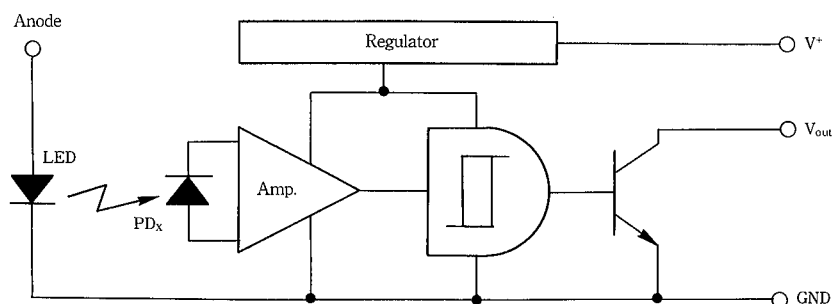 Anode
Regulator
V+
Vout
LED
Amp.
PDx
GND